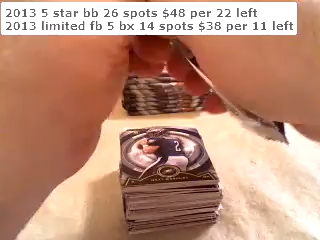 2013 5 star bb 26 spots $48 per 22 left
2013 limited fb 5 bx 14 spots $38 per 11 left
2